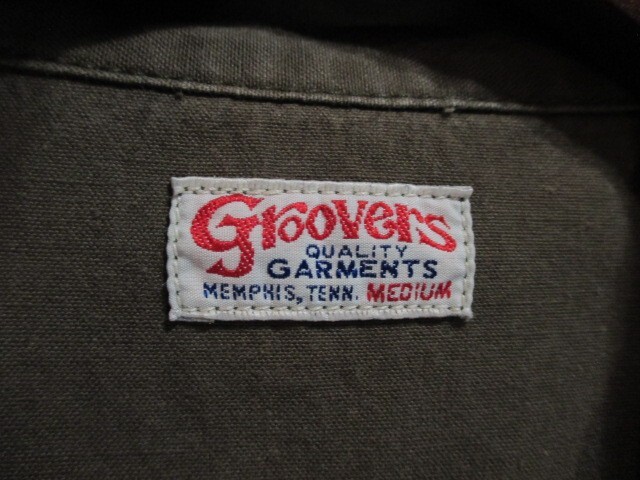 Groovers
QUALITY
GARMENTS
MEMPHIS, TENN. MEDIUM